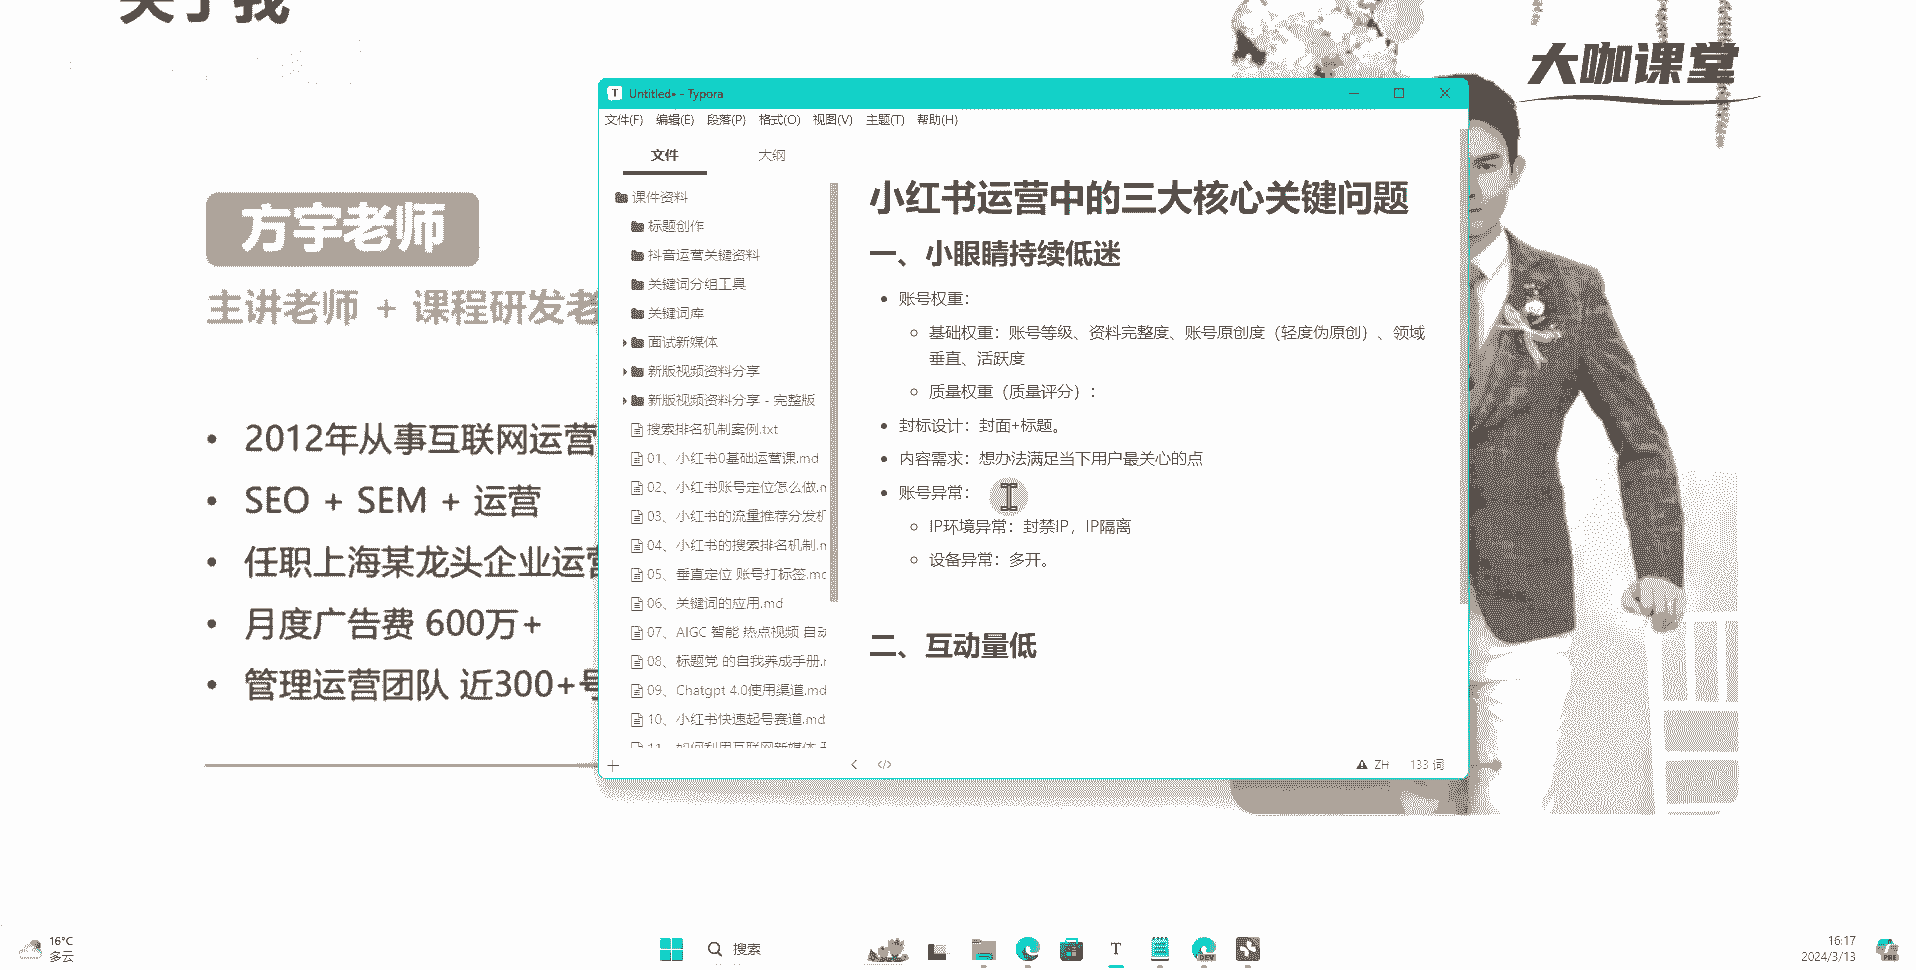 关于我
大咖课堂
方宇老师
主讲老师 + 课程研发老
2012年从事互联网运营
SEO + SEM + 运营
任职上海某龙头企业运营
月度广告费 600万+
管理运营团队 近300+号
Untitled• - Typora
文件(F) 编辑(E) 段落(P) 格式(O) 视图(V) 主题(T) 帮助(H)
文件 大纲
课件资料
标题创作
抖音运营关键资料
关键词分组工具
关键词库
面试新媒体
新版视频资料分享
新版视频资料分享 - 完整版
搜索排名机制案例.txt
01、小红书0基础运营课.md
02、小红书账号定位怎么做.m
03、小红书的流量推荐分发机
04、小红书的搜索排名机制.m
05、垂直定位 账号打标签.md
06、关键词的应用.md
07、AIGC 智能 热点视频 自动
08、标题党 的自我养成手册.m
09、Chatgpt 4.0使用渠道.md
10、小红书快速起号赛道.md
11、如何利用互联网新媒体
小红书运营中的三大核心关键问题
一、小眼睛持续低迷
账号权重：
基础权重：账号等级、资料完整度、账号原创度（轻度伪原创）、领域
垂直、活跃度
质量权重（质量评分）：
封标设计：封面+标题。
内容需求：想办法满足当下用户最关心的点
账号异常：
IP环境异常：封禁IP，IP隔离
设备异常：多开。
二、互动量低
ZH 133 词
16°C
多云
搜索
DEV
16:17
2024/3/13
PRE